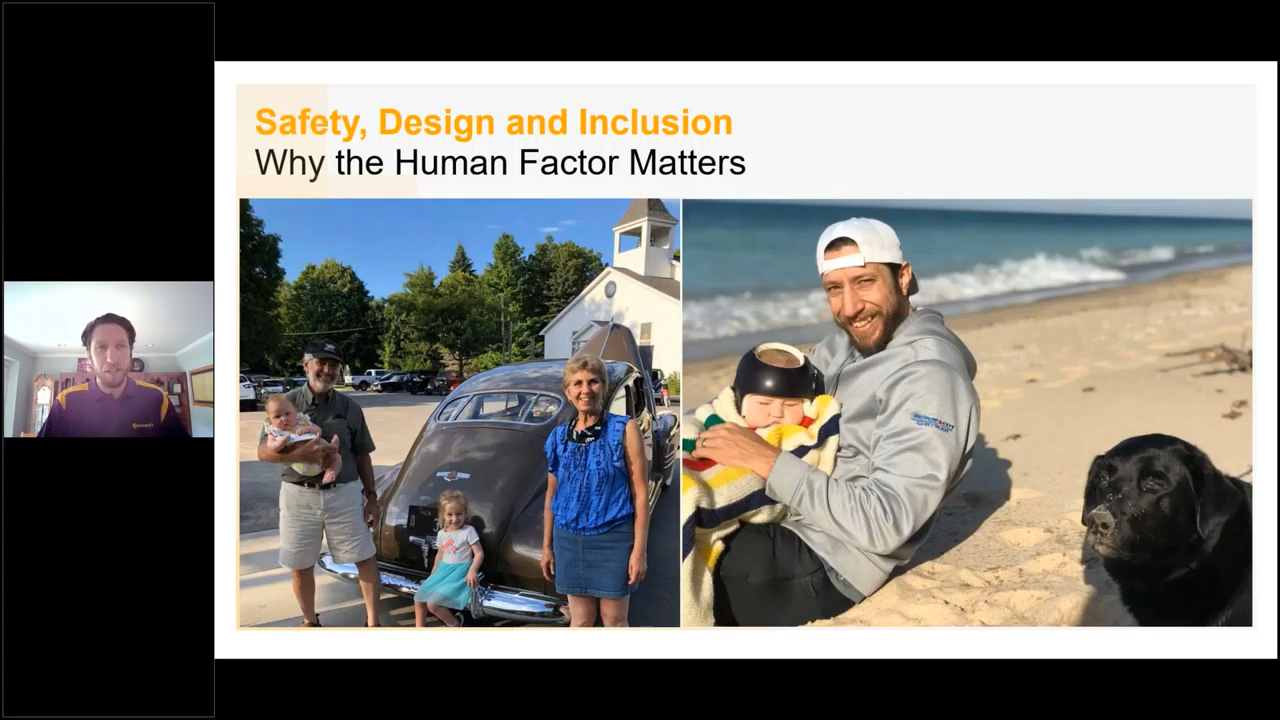 Safety, Design and Inclusion
Why the Human Factor Matters